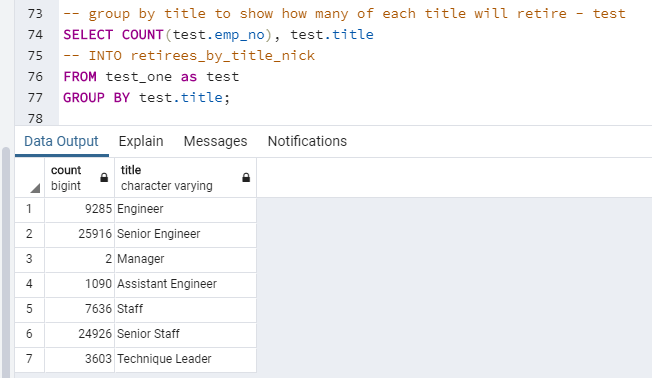 73 -- group by title to show how many of each title will retire - test
74 SELECT COUNT(test.emp_no), test.title
75 -- INTO retirees_by_title_nick
76 FROM test_one as test
77 GROUP BY test.title;
78
Data Output Explain Messages Notifications
count title
bigint character varying
1 9285 Engineer
2 25916 Senior Engineer
3 2 Manager
4 1090 Assistant Engineer
5 7636 Staff
6 24926 Senior Staff
7 3603 Technique Leader